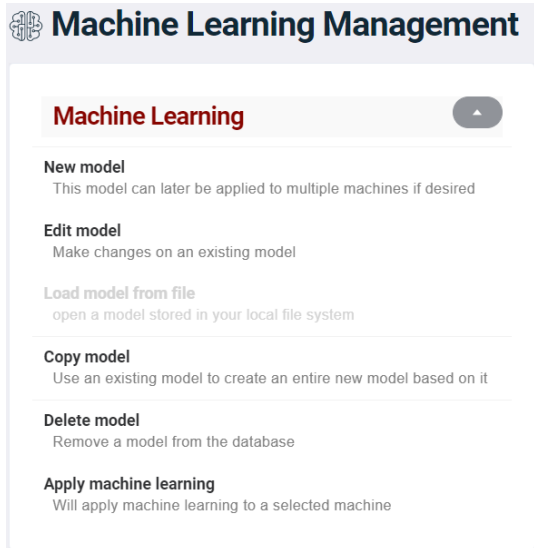 Machine Learning Management
Machine Learning
New model
This model can later be applied to multiple machines if desired
Edit model
Make changes on an existing model
Load model from file
open a model stored in your local file system
Copy model
Use an existing model to create an entire new model based on it
Delete model
Remove a model from the database
Apply machine learning
Will apply machine learning to a selected machine